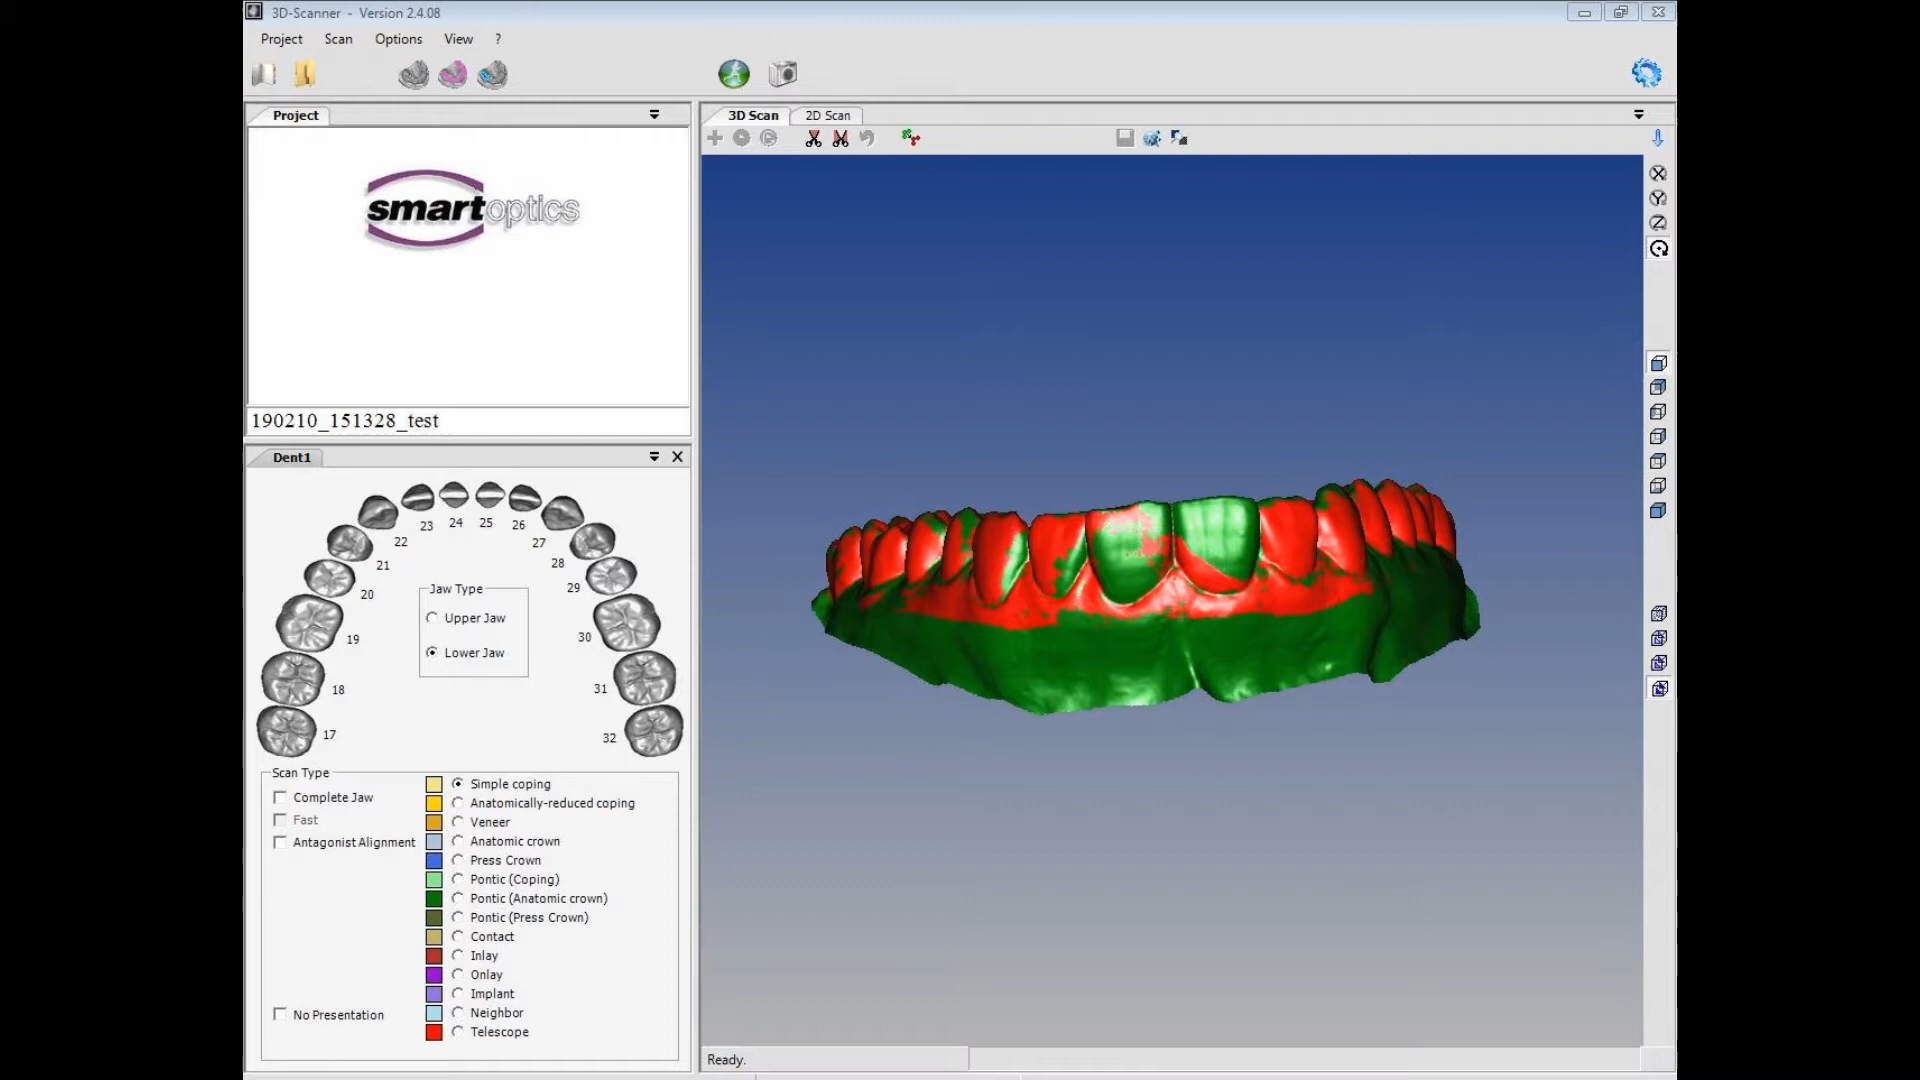 3D-Scanner - Version 2.4.08
Project Scan Options View ?
Project
smartoptics
190210_151328_test
3D Scan 2D Scan
X
Y
Z
Dent1
23 24 25 26
22 27
21 28
20 29
19 30
18 31
17 32
Jaw Type
Upper Jaw
Lower Jaw
Scan Type
Complete Jaw
Fast
Antagonist Alignment
No Presentation
Simple coping
Anatomically-reduced coping
Veneer
Anatomic crown
Press Crown
Pontic (Coping)
Pontic (Anatomic crown)
Pontic (Press Crown)
Contact
Inlay
Onlay
Implant
Neighbor
Telescope
Ready.